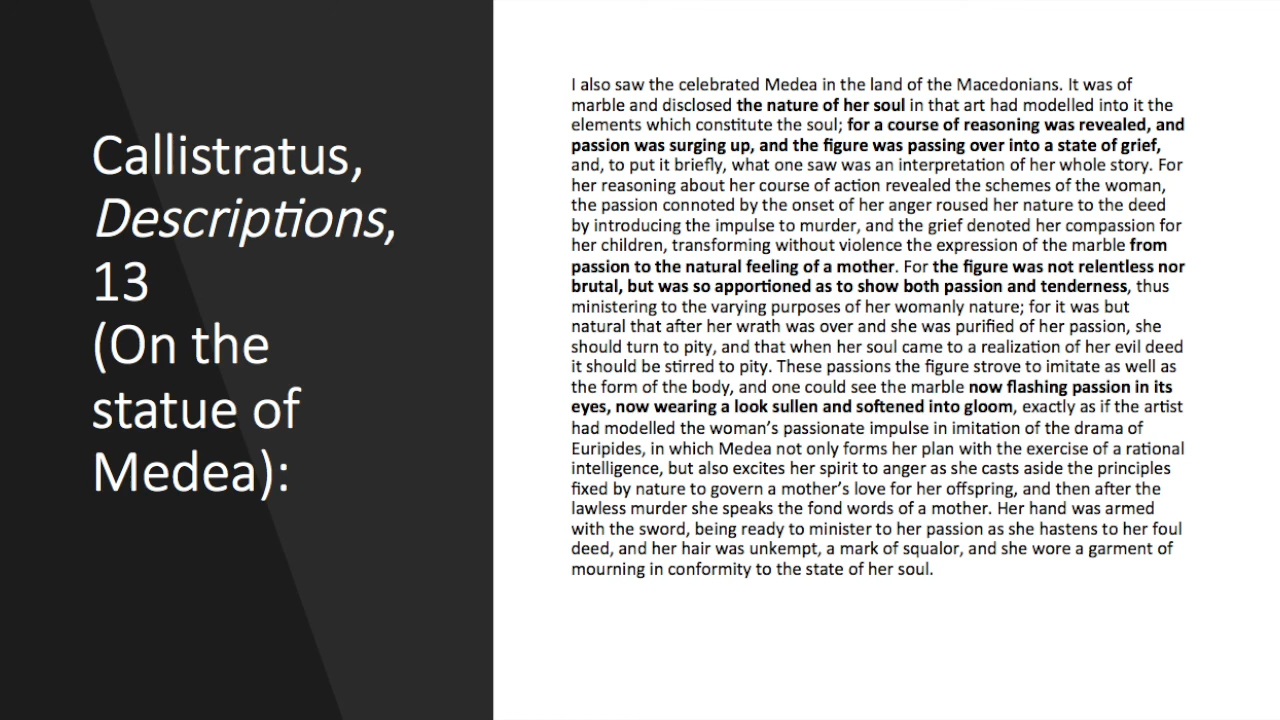 Callistratus,
Descriptions,
13
(On the
statue of
Medea):
I also saw the celebrated Medea in the land of the Macedonians. It was of
marble and disclosed the nature of her soul in that art had modelled into it the
elements which constitute the soul; for a course of reasoning was revealed, and
passion was surging up, and the figure was passing over into a state of grief,
and, to put it briefly, what one saw was an interpretation of her whole story. For
her reasoning about her course of action revealed the schemes of the woman,
the passion connoted by the onset of her anger roused her nature to the deed
by introducing the impulse to murder, and the grief denoted her compassion for
her children, transforming without violence the expression of the marble from
passion to the natural feeling of a mother. For the figure was not relentless nor
brutal, but was so apportioned as to show both passion and tenderness, thus
ministering to the varying purposes of her womanly nature; for it was but
natural that after her wrath was over and she was purified of her passion, she
should turn to pity, and that when her soul came to a realization of her evil deed
it should be stirred to pity. These passions the figure strove to imitate as well as
the form of the body, and one could see the marble now flashing passion in its
eyes, now wearing a look sullen and softened into gloom, exactly as if the artist
had modelled the woman's passionate impulse in imitation of the drama of
Euripides, in which Medea not only forms her plan with the exercise of a rational
intelligence, but also excites her spirit to anger as she casts aside the principles
fixed by nature to govern a mother's love for her offspring, and then after the
lawless murder she speaks the fond words of a mother. Her hand was armed
with the sword, being ready to minister to her passion as she hastens to her foul
deed, and her hair was unkempt, a mark of squalor, and she wore a garment of
mourning in conformity to the state of her soul.